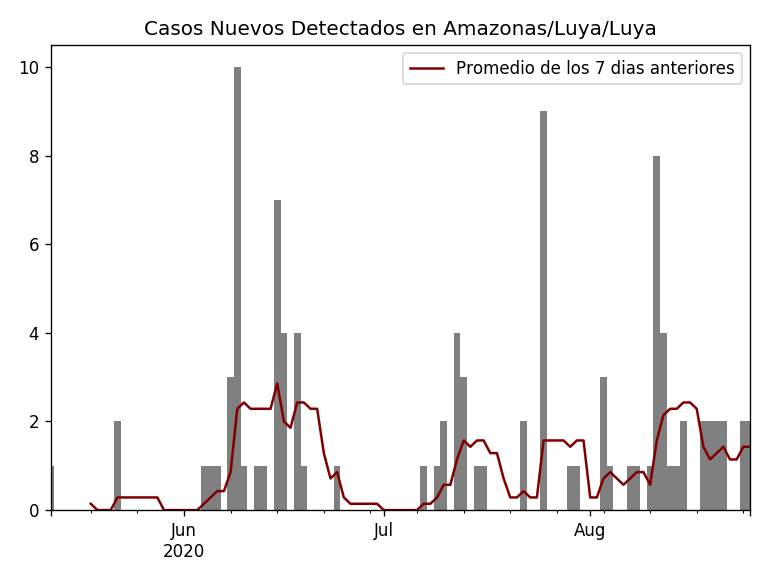 Casos Nuevos Detectados en Amazonas/Luya/Luya
Promedio de los 7 dias anteriores
10
8
6
4
2
0
Jun
2020
Jul
Aug